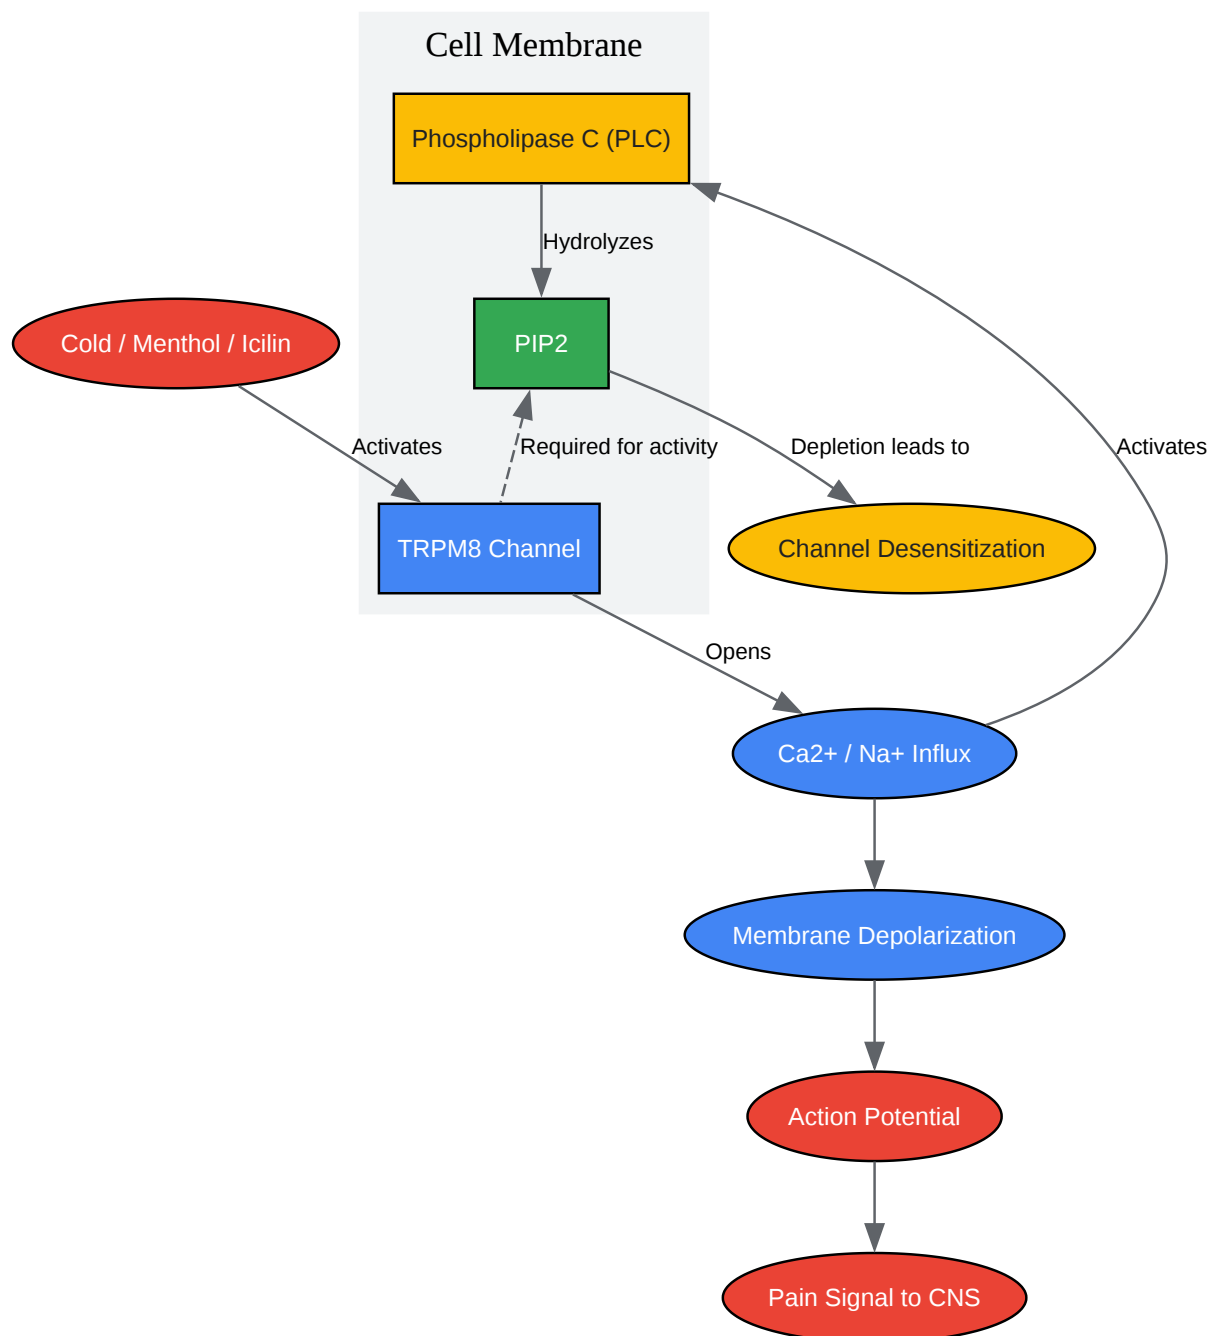 Cell Membrane
Phospholipase C (PLC)
Hydrolyzes
Cold / Menthol / Icilin
PIP2
Activates
Required for activity
Depletion leads to
Activates
TRPM8 Channel
Channel Desensitization
Opens
Ca2+ / Na+ Influx
Membrane Depolarization
Action Potential
Pain Signal to CNS